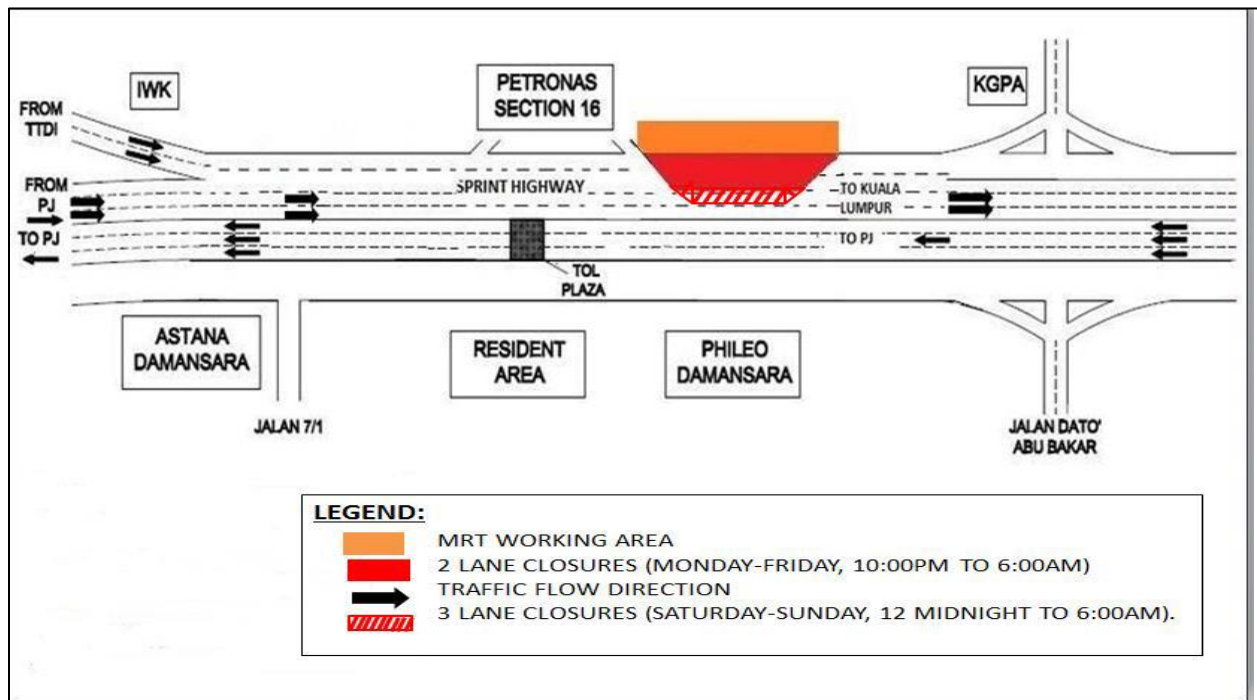 IWK
PETRONAS
SECTION 16
KGPA
FROM
TTDI
FROM
PJ
SPRINT HIGHWAY
TO KUALA
LUMPUR
TO PJ
TO PJ
TOL
PLAZA
ASTANA
DAMANSARA
RESIDENT
AREA
PHILEO
DAMANSARA
JALAN 7/1
JALAN DATO'
ABU BAKAR
LEGEND:
MRT WORKING AREA
2 LANE CLOSURES (MONDAY-FRIDAY, 10:00PM TO 6:00AM)
TRAFFIC FLOW DIRECTION
3 LANE CLOSURES (SATURDAY-SUNDAY, 12 MIDNIGHT TO 6:00AM).